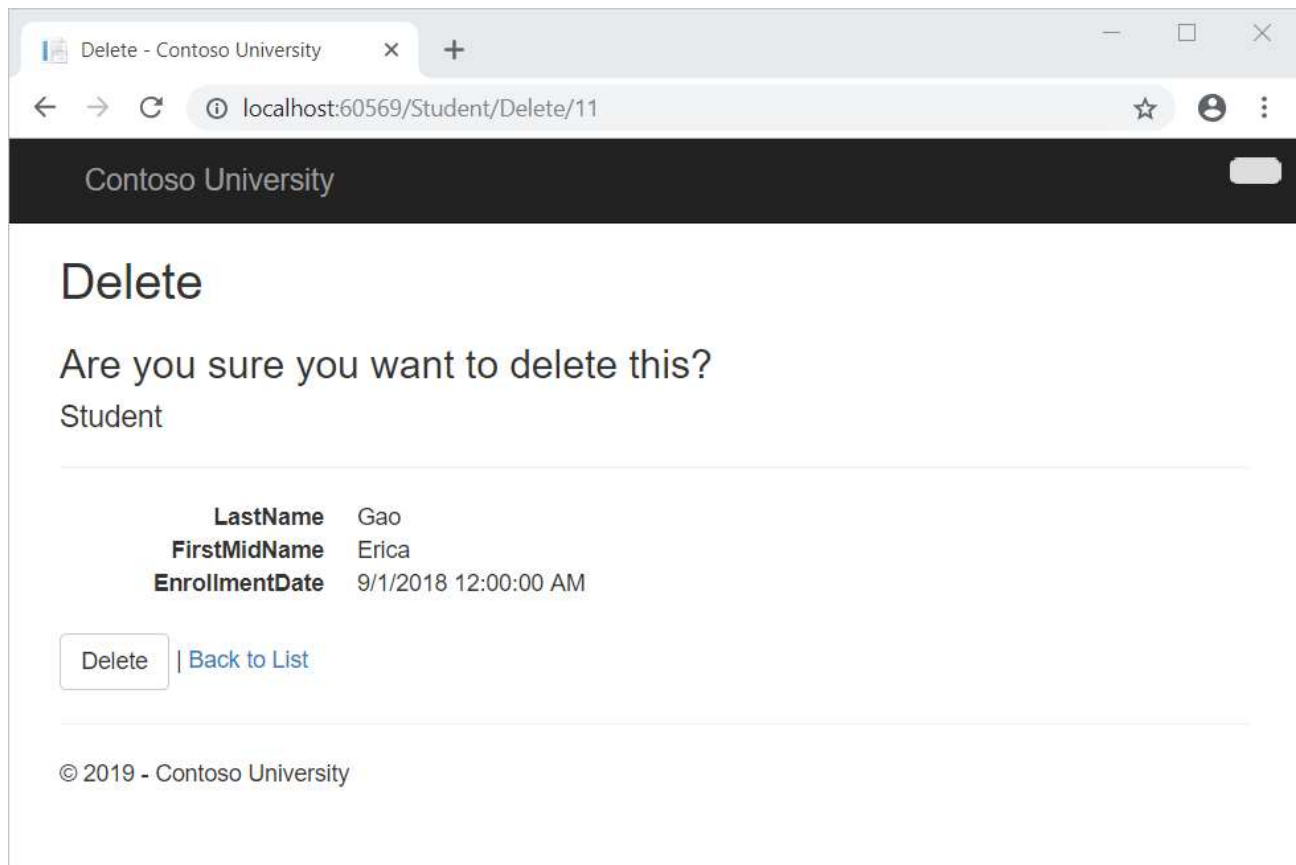 Delete - Contoso University
localhost:60569/Student/Delete/11
Contoso University
Delete
Are you sure you want to delete this?
Student
LastName Gao
FirstMidName Erica
EnrollmentDate 9/1/2018 12:00:00 AM
Delete | Back to List
© 2019 - Contoso University